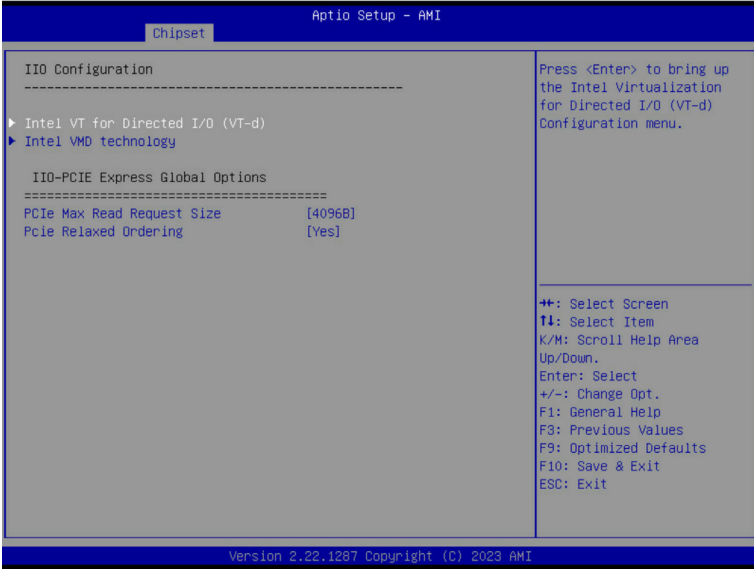 Aptio Setup – AMI
Chipset
IIO Configuration
--------------------------------------------------
▶ Intel VT for Directed I/O (VT-d)
▶ Intel VMD technology
IIO-PCIE Express Global Options
========================================
PCIe Max Read Request Size [4096B]
Pcie Relaxed Ordering [Yes]
Press <Enter> to bring up
the Intel Virtualization
for Directed I/O (VT-d)
Configuration menu.
→←: Select Screen
↑↓: Select Item
K/M: Scroll Help Area
Up/Down.
Enter: Select
+/-: Change Opt.
F1: General Help
F3: Previous Values
F9: Optimized Defaults
F10: Save & Exit
ESC: Exit
Version 2.22.1287 Copyright (C) 2023 AMI